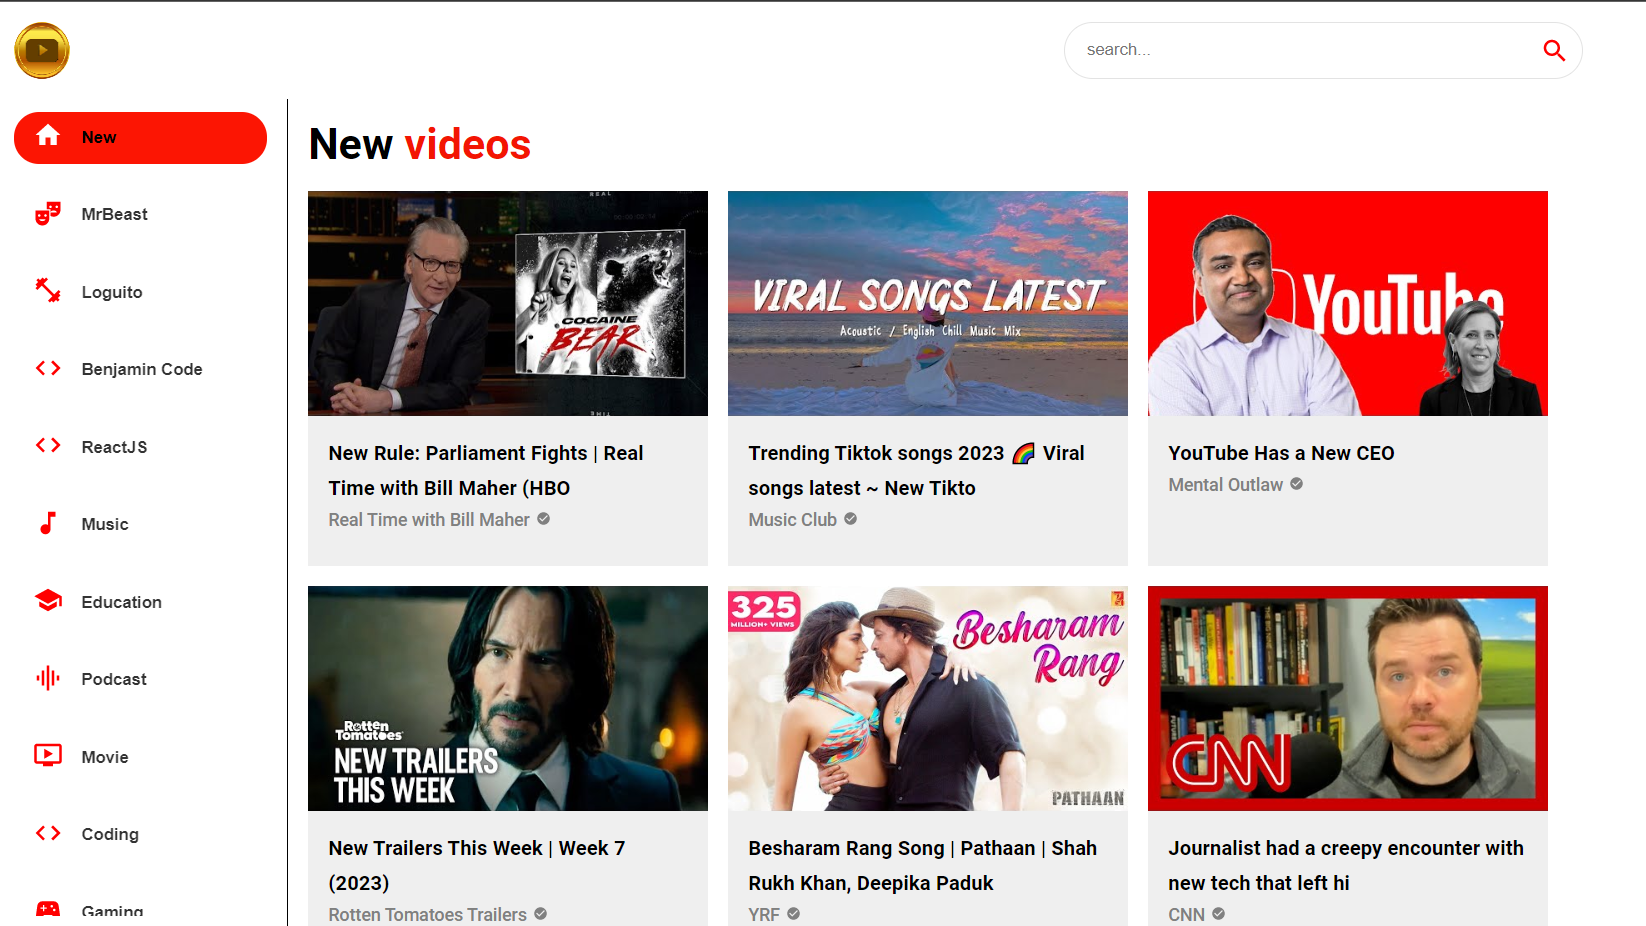 search...
New
MrBeast
Loguito
Benjamin Code
ReactJS
Music
Education
Podcast
Movie
Coding
Gaming
New videos
REAL
COCAINE
BEAR
TIME
New Rule: Parliament Fights | Real
Time with Bill Maher (HBO
Real Time with Bill Maher
VIRAL SONGS LATEST
Acoustic / English Chill Music Mix
Trending Tiktok songs 2023 🌈 Viral
songs latest ~ New Tikto
Music Club
YouTube
YouTube Has a New CEO
Mental Outlaw
Rotten
Tomatoes
NEW TRAILERS
THIS WEEK
New Trailers This Week | Week 7
(2023)
Rotten Tomatoes Trailers
325
MILLION+ VIEWS
Besharam
Rang
PATHAAN
Besharam Rang Song | Pathaan | Shah
Rukh Khan, Deepika Paduk
YRF
CNN
Journalist had a creepy encounter with
new tech that left hi
CNN